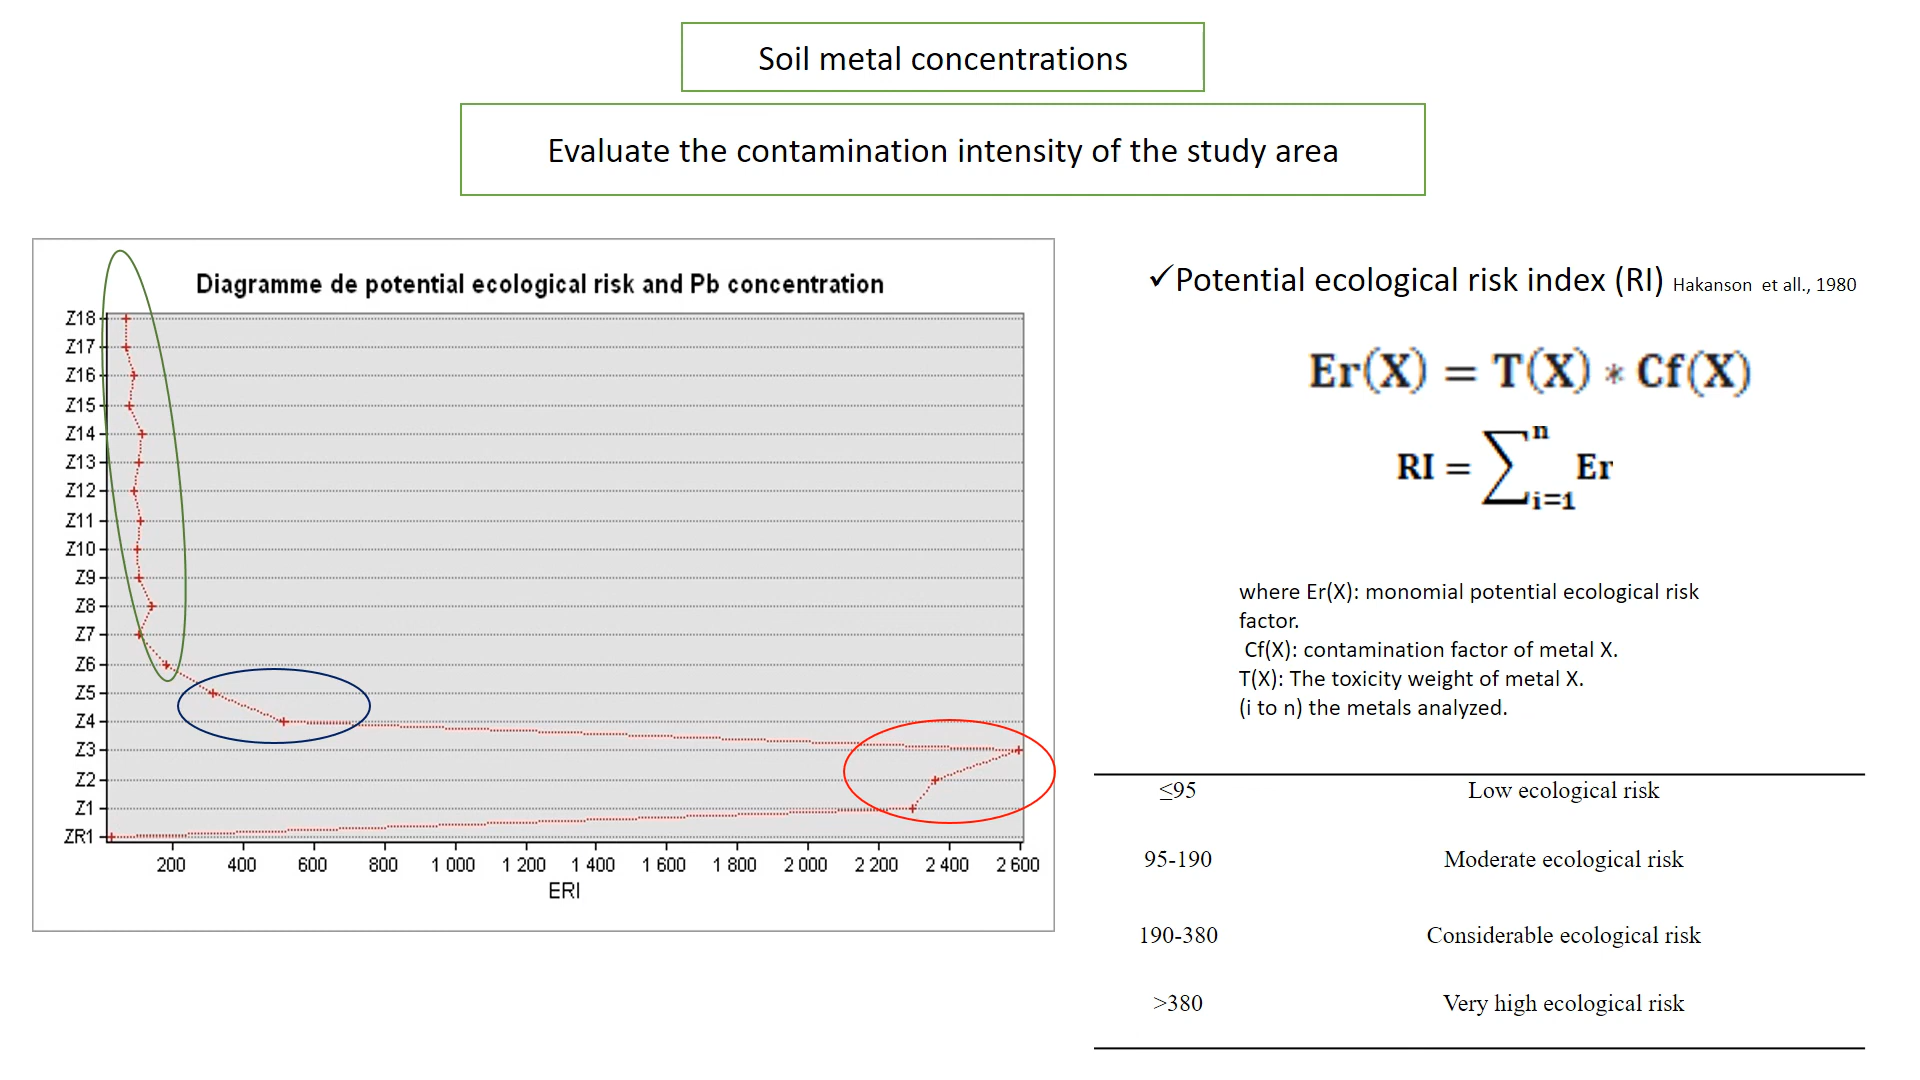 Soil metal concentrations
Evaluate the contamination intensity of the study area
Diagramme de potential ecological risk and Pb concentration
Z18
Z17
Z16
Z15
Z14
Z13
Z12
Z11
Z10
Z9
Z8
Z7
Z6
Z5
Z4
Z3
Z2
Z1
ZR1
200 400 600 800 1 000 1 200 1 400 1 600 1 800 2 000 2 200 2 400 2 600
ERI
✓Potential ecological risk index (RI) Hakanson et all., 1980
Er(X) = T(X) * Cf(X)
RI = ∑ⁿᵢ₌₁ Er
where Er(X): monomial potential ecological risk
factor.
Cf(X): contamination factor of metal X.
T(X): The toxicity weight of metal X.
(i to n) the metals analyzed.
≤95 Low ecological risk
95-190 Moderate ecological risk
190-380 Considerable ecological risk
>380 Very high ecological risk